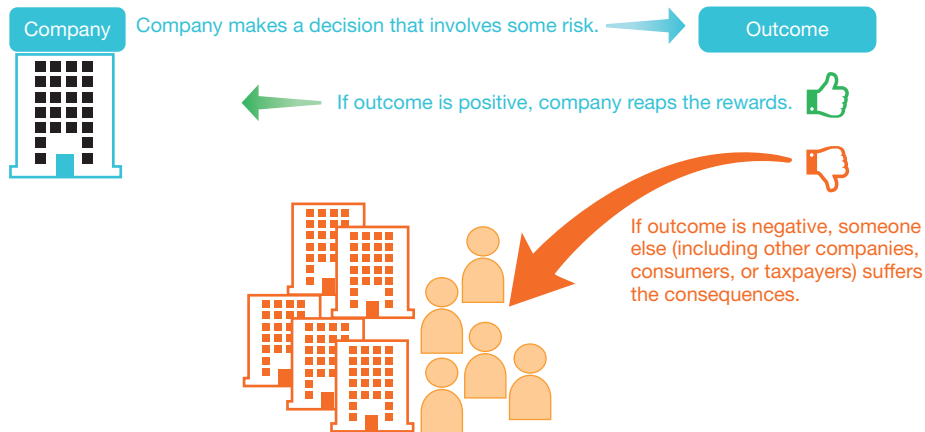 Company
Company makes a decision that involves some risk.
Outcome
If outcome is positive, company reaps the rewards.
If outcome is negative, someone
else (including other companies,
consumers, or taxpayers) suffers
the consequences.